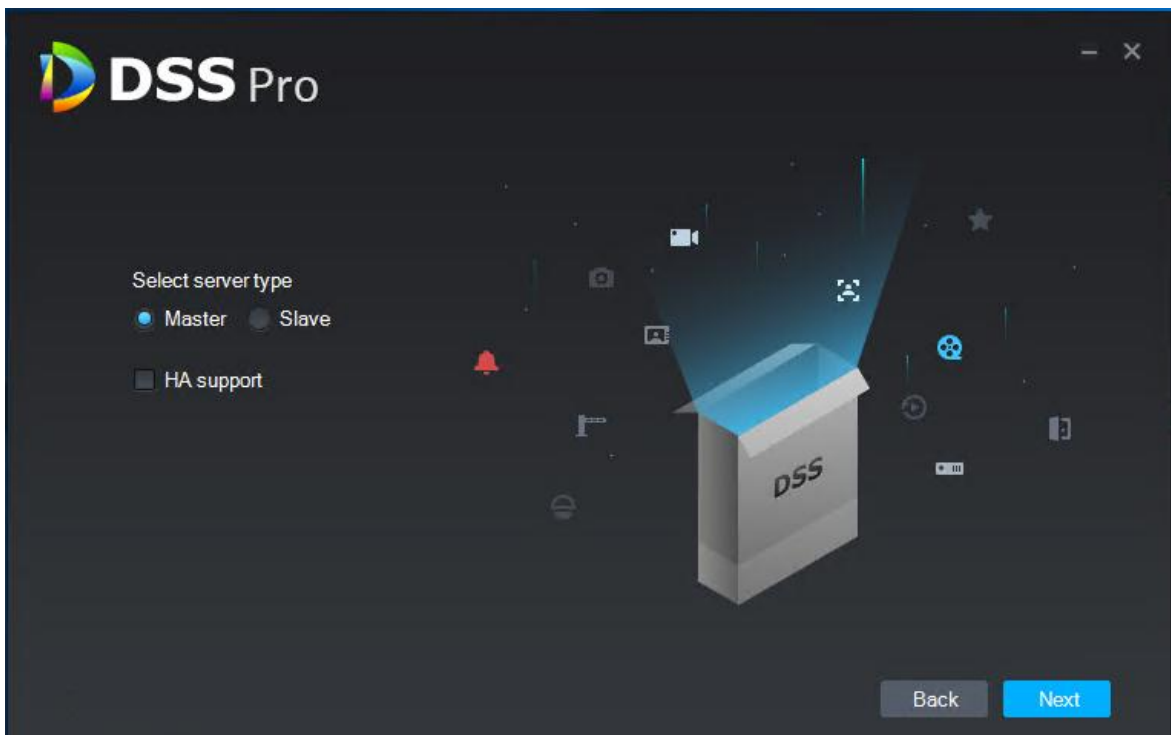 DSS Pro
Select server type
Master Slave
HA support
DSS
Back Next